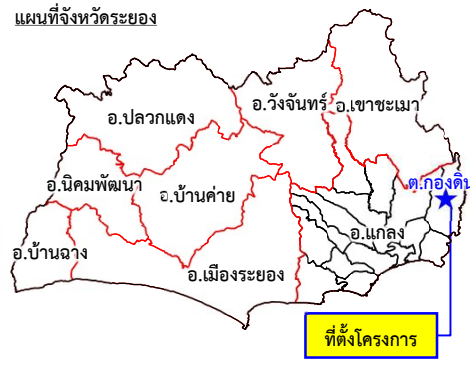 แผนที่จังหวัดระยอง
อ.ปลวกแดง
อ.วังจันทร์
อ.เขาชะเมา
ต.กองดิน
อ.นิคมพัฒนา
อ.บ้านค่าย
อ.แกลง
อ.บ้านฉาง
อ.เมืองระยอง
ที่ตั้งโครงการ